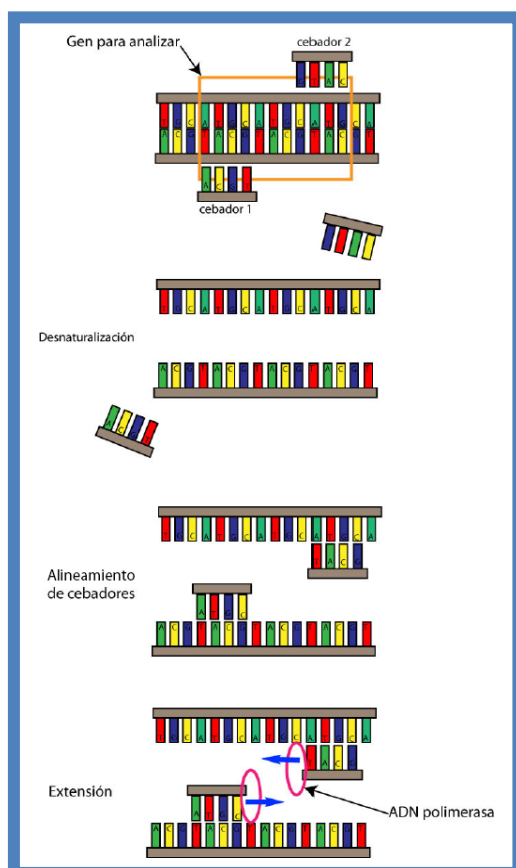 Gen para analizar
cebador 2
G T A C
T G C A T G C A T G C A T G C A
A C G T A C G T A C G T A C G T
A C G T
cebador 1
T G C A T G C A T G C A T G C A
Desnaturalización
A C G T A C G T A C G T A C G T
A C G T
T G C A T G C A T G C A T G C A
T A C G
Alineamiento
de cebadores
A T G C
A C G T A C G T A C G T A C G T
T G C A T G C A T G C A T G C A
T A C G
Extensión
A T G C
ADN polimerasa
A C G T A C G T A C G T A C G T